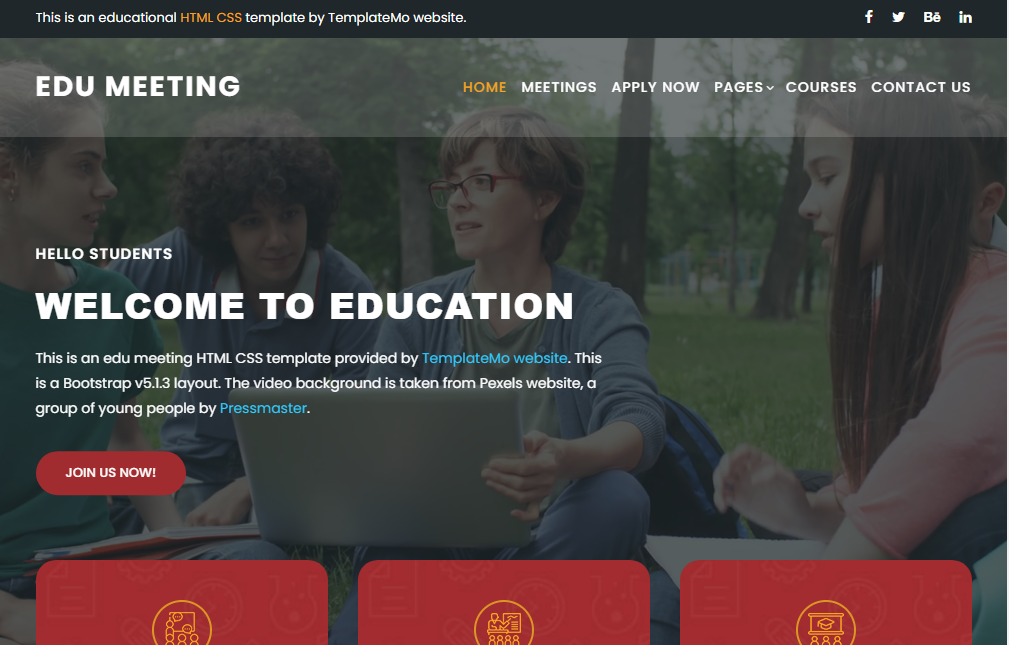 This is an educational HTML CSS template by TemplateMo website.
EDU MEETING
HOME MEETINGS APPLY NOW PAGES COURSES CONTACT US
HELLO STUDENTS
WELCOME TO EDUCATION
This is an edu meeting HTML CSS template provided by TemplateMo website. This
is a Bootstrap v5.1.3 layout. The video background is taken from Pexels website, a
group of young people by Pressmaster.
JOIN US NOW!